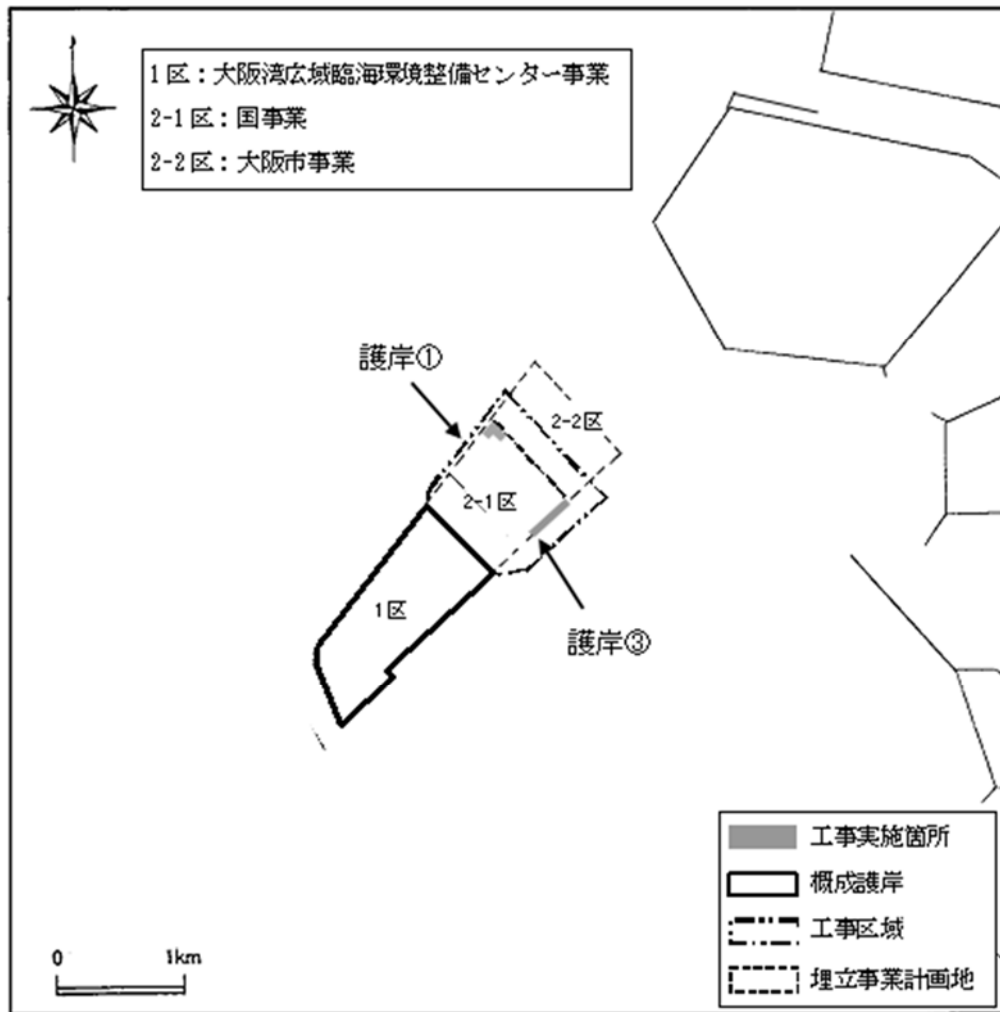 1区：大阪湾広域臨海環境整備センター事業
2-1区：国事業
2-2区：大阪市事業
護岸①
2-2区
2-1区
1区
護岸③
工事実施箇所
概成護岸
工事区域
埋立事業計画地
0 1km